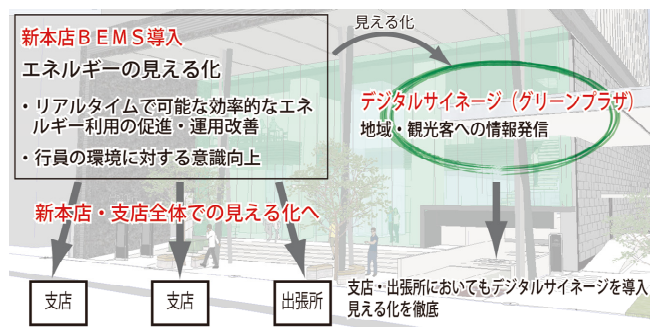 新本店ＢＥＭＳ導入
エネルギーの見える化
・リアルタイムで可能な効率的なエネ
ルギー利用の促進・運用改善
・行員の環境に対する意識向上
見える化
デジタルサイネージ（グリーンプラザ）
地域・観光客への情報発信
新本店・支店全体での見える化へ
支店
支店
出張所
支店・出張所においてもデジタルサイネージを導入
見える化を徹底